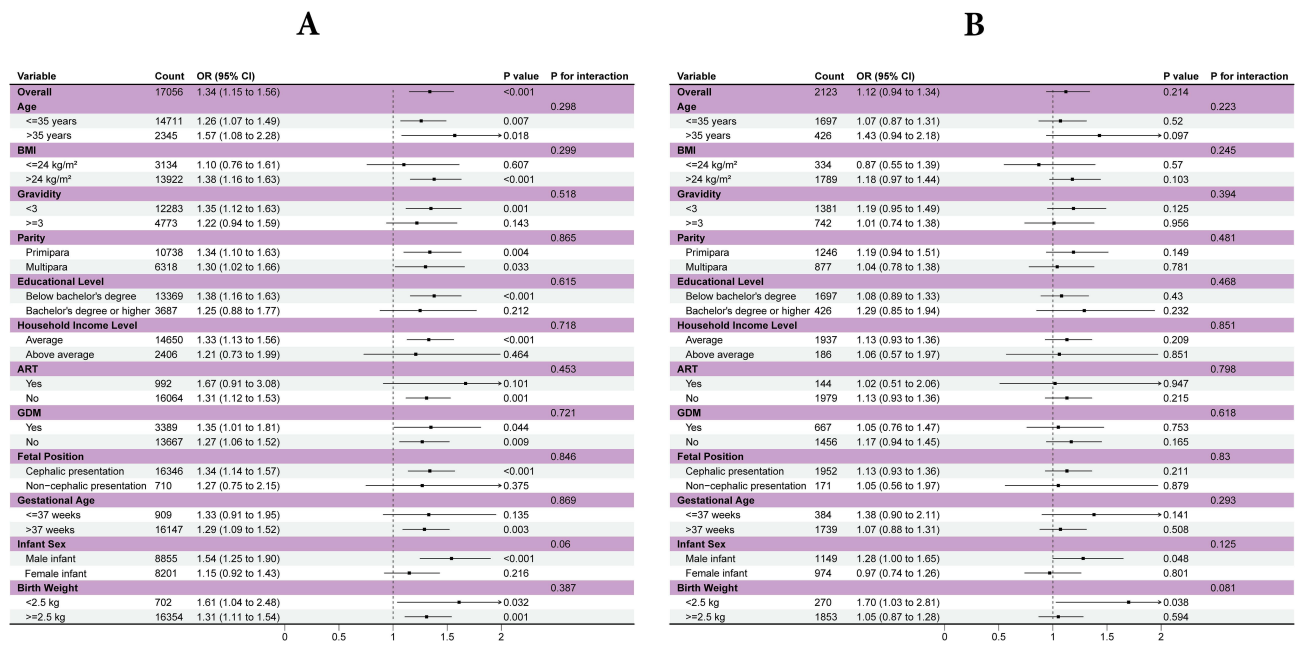 A
Variable Count OR (95% CI) P value P for interaction
Overall 17056 1.34 (1.15 to 1.56) <0.001
Age 0.298
<=35 years 14711 1.26 (1.07 to 1.49) 0.007
>35 years 2345 1.57 (1.08 to 2.28) 0.018
BMI 0.299
<=24 kg/m² 3134 1.10 (0.76 to 1.61) 0.607
>24 kg/m² 13922 1.38 (1.16 to 1.63) <0.001
Gravidity 0.518
<3 12283 1.35 (1.12 to 1.63) 0.001
>=3 4773 1.22 (0.94 to 1.59) 0.143
Parity 0.865
Primipara 10738 1.34 (1.10 to 1.63) 0.004
Multipara 6318 1.30 (1.02 to 1.66) 0.033
Educational Level 0.615
Below bachelor's degree 13369 1.38 (1.16 to 1.63) <0.001
Bachelor's degree or higher 3687 1.25 (0.88 to 1.77) 0.212
Household Income Level 0.718
Average 14650 1.33 (1.13 to 1.56) <0.001
Above average 2406 1.21 (0.73 to 1.99) 0.464
ART 0.453
Yes 992 1.67 (0.91 to 3.08) 0.101
No 16064 1.31 (1.12 to 1.53) 0.001
GDM 0.721
Yes 3389 1.35 (1.01 to 1.81) 0.044
No 13667 1.27 (1.06 to 1.52) 0.009
Fetal Position 0.846
Cephalic presentation 16346 1.34 (1.14 to 1.57) <0.001
Non−cephalic presentation 710 1.27 (0.75 to 2.15) 0.375
Gestational Age 0.869
<=37 weeks 909 1.33 (0.91 to 1.95) 0.135
>37 weeks 16147 1.29 (1.09 to 1.52) 0.003
Infant Sex 0.06
Male infant 8855 1.54 (1.25 to 1.90) <0.001
Female infant 8201 1.15 (0.92 to 1.43) 0.216
Birth Weight 0.387
<2.5 kg 702 1.61 (1.04 to 2.48) 0.032
>=2.5 kg 16354 1.31 (1.11 to 1.54) 0.001
0 0.5 1 1.5 2
B
Variable Count OR (95% CI) P value P for interaction
Overall 2123 1.12 (0.94 to 1.34) 0.214
Age 0.223
<=35 years 1697 1.07 (0.87 to 1.31) 0.52
>35 years 426 1.43 (0.94 to 2.18) 0.097
BMI 0.245
<=24 kg/m² 334 0.87 (0.55 to 1.39) 0.57
>24 kg/m² 1789 1.18 (0.97 to 1.44) 0.103
Gravidity 0.394
<3 1381 1.19 (0.95 to 1.49) 0.125
>=3 742 1.01 (0.74 to 1.38) 0.956
Parity 0.481
Primipara 1246 1.19 (0.94 to 1.51) 0.149
Multipara 877 1.04 (0.78 to 1.38) 0.781
Educational Level 0.468
Below bachelor's degree 1697 1.08 (0.89 to 1.33) 0.43
Bachelor's degree or higher 426 1.29 (0.85 to 1.94) 0.232
Household Income Level 0.851
Average 1937 1.13 (0.93 to 1.36) 0.209
Above average 186 1.06 (0.57 to 1.97) 0.851
ART 0.798
Yes 144 1.02 (0.51 to 2.06) 0.947
No 1979 1.13 (0.93 to 1.36) 0.215
GDM 0.618
Yes 667 1.05 (0.76 to 1.47) 0.753
No 1456 1.17 (0.94 to 1.45) 0.165
Fetal Position 0.83
Cephalic presentation 1952 1.13 (0.93 to 1.36) 0.211
Non−cephalic presentation 171 1.05 (0.56 to 1.97) 0.879
Gestational Age 0.293
<=37 weeks 384 1.38 (0.90 to 2.11) 0.141
>37 weeks 1739 1.07 (0.88 to 1.31) 0.508
Infant Sex 0.125
Male infant 1149 1.28 (1.00 to 1.65) 0.048
Female infant 974 0.97 (0.74 to 1.26) 0.801
Birth Weight 0.081
<2.5 kg 270 1.70 (1.03 to 2.81) 0.038
>=2.5 kg 1853 1.05 (0.87 to 1.28) 0.594
0 0.5 1 1.5 2